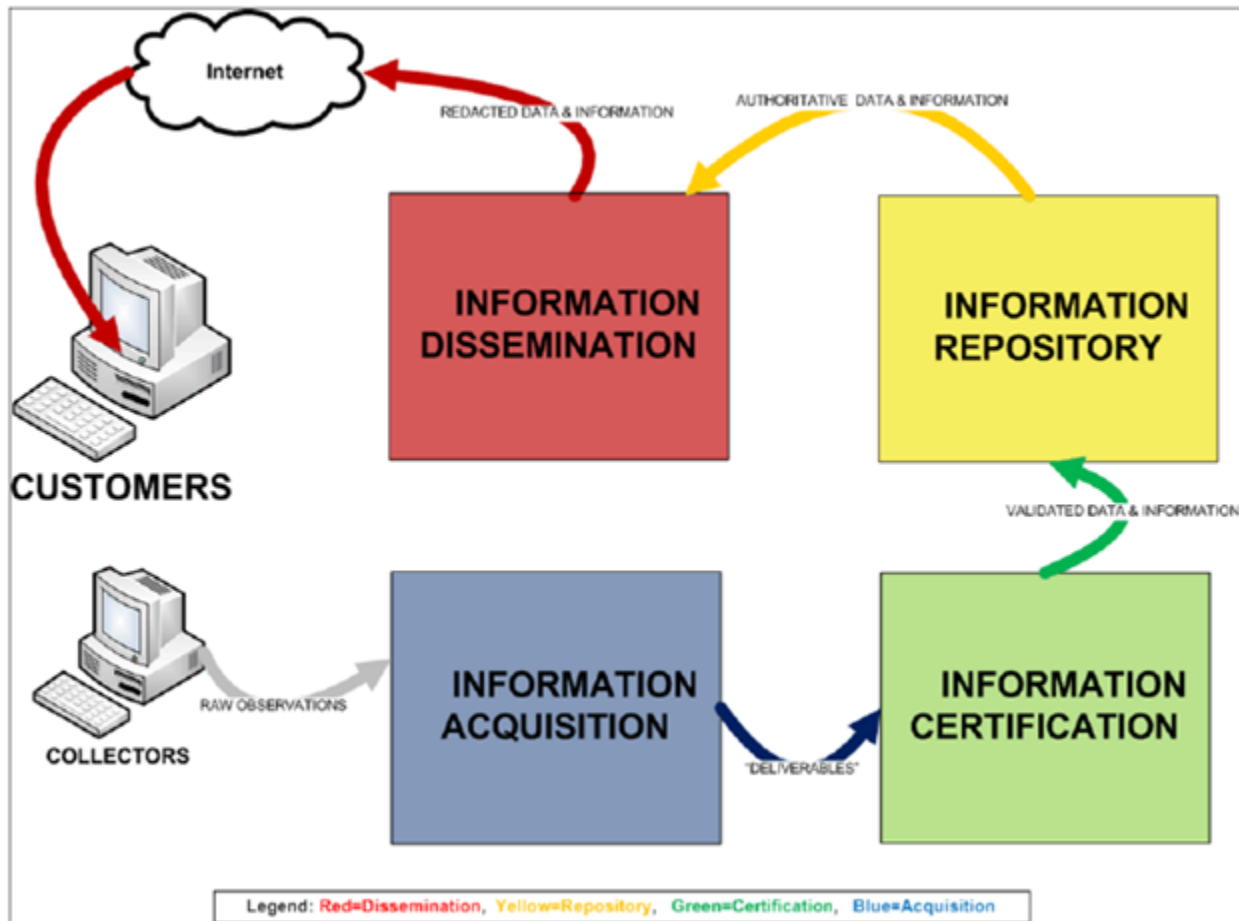 Internet
REDACTED DATA & INFORMATION
AUTHORITATIVE DATA & INFORMATION
INFORMATION
DISSEMINATION
INFORMATION
REPOSITORY
CUSTOMERS
VALIDATED DATA & INFORMATION
RAW OBSERVATIONS
COLLECTORS
INFORMATION
ACQUISITION
"DELIVERABLES"
INFORMATION
CERTIFICATION
Legend: Red=Dissemination, Yellow=Repository, Green=Certification, Blue=Acquisition